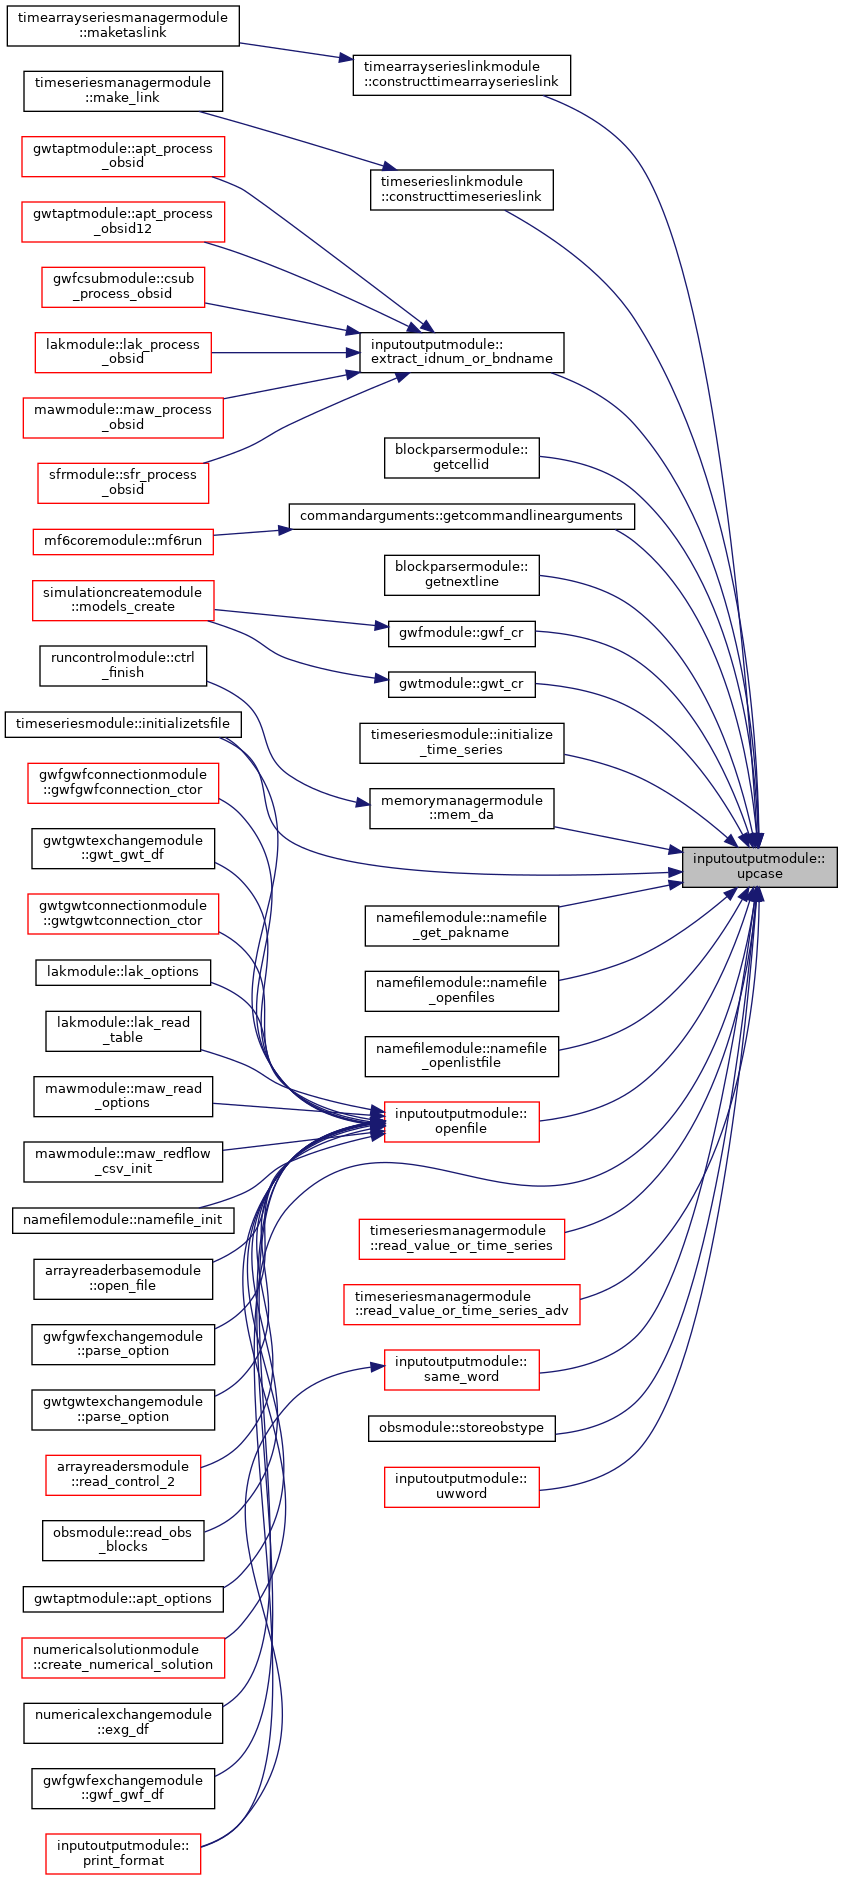 timearrayseriesmanagermodule
::maketaslink
timeseriesmanagermodule
::make_link
gwtaptmodule::apt_process
_obsid
gwtaptmodule::apt_process
_obsid12
gwfcsubmodule::csub
_process_obsid
lakmodule::lak_process
_obsid
mawmodule::maw_process
_obsid
sfrmodule::sfr_process
_obsid
mf6coremodule::mf6run
simulationcreatemodule
::models_create
runcontrolmodule::ctrl
_finish
timeseriesmodule::initializetsfile
gwfgwfconnectionmodule
::gwfgwfconnection_ctor
gwtgwtexchangemodule
::gwt_gwt_df
gwtgwtconnectionmodule
::gwtgwtconnection_ctor
lakmodule::lak_options
lakmodule::lak_read
_table
mawmodule::maw_read
_options
mawmodule::maw_redflow
_csv_init
namefilemodule::namefile_init
arrayreaderbasemodule
::open_file
gwfgwfexchangemodule
::parse_option
gwtgwtexchangemodule
::parse_option
arrayreadersmodule
::read_control_2
obsmodule::read_obs
_blocks
gwtaptmodule::apt_options
numericalsolutionmodule
::create_numerical_solution
numericalexchangemodule
::exg_df
gwfgwfexchangemodule
::gwf_gwf_df
inputoutputmodule::
print_format
timearrayserieslinkmodule
::constructtimearrayserieslink
timeserieslinkmodule
::constructtimeserieslink
inputoutputmodule::
extract_idnum_or_bndname
blockparsermodule::
getcellid
commandarguments::getcommandlinearguments
blockparsermodule::
getnextline
gwfmodule::gwf_cr
gwtmodule::gwt_cr
timeseriesmodule::initialize
_time_series
memorymanagermodule
::mem_da
namefilemodule::namefile
_get_pakname
namefilemodule::namefile
_openfiles
namefilemodule::namefile
_openlistfile
inputoutputmodule::
openfile
timeseriesmanagermodule
::read_value_or_time_series
timeseriesmanagermodule
::read_value_or_time_series_adv
inputoutputmodule::
same_word
obsmodule::storeobstype
inputoutputmodule::
uwword
inputoutputmodule::
upcase